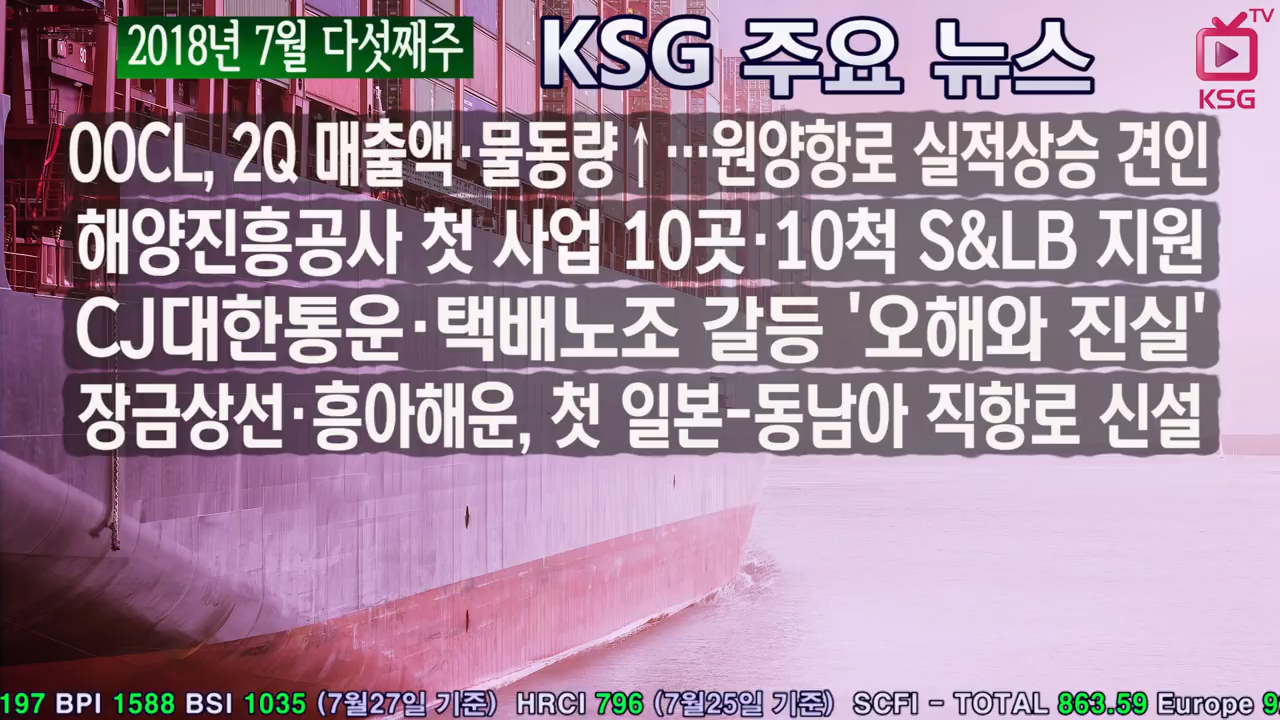 2018년 7월 다섯째주
KSG 주요 뉴스
TV
KSG
OOCL, 2Q 매출액·물동량↑…원양항로 실적상승 견인
해양진흥공사 첫 사업 10곳·10척 S&LB 지원
CJ대한통운·택배노조 갈등 '오해와 진실'
장금상선·흥아해운, 첫 일본-동남아 직항로 신설
197 BPI 1588 BSI 1035 (7월27일 기준) HRCI 796 (7월25일 기준) SCFI - TOTAL 863.59 Europe 9